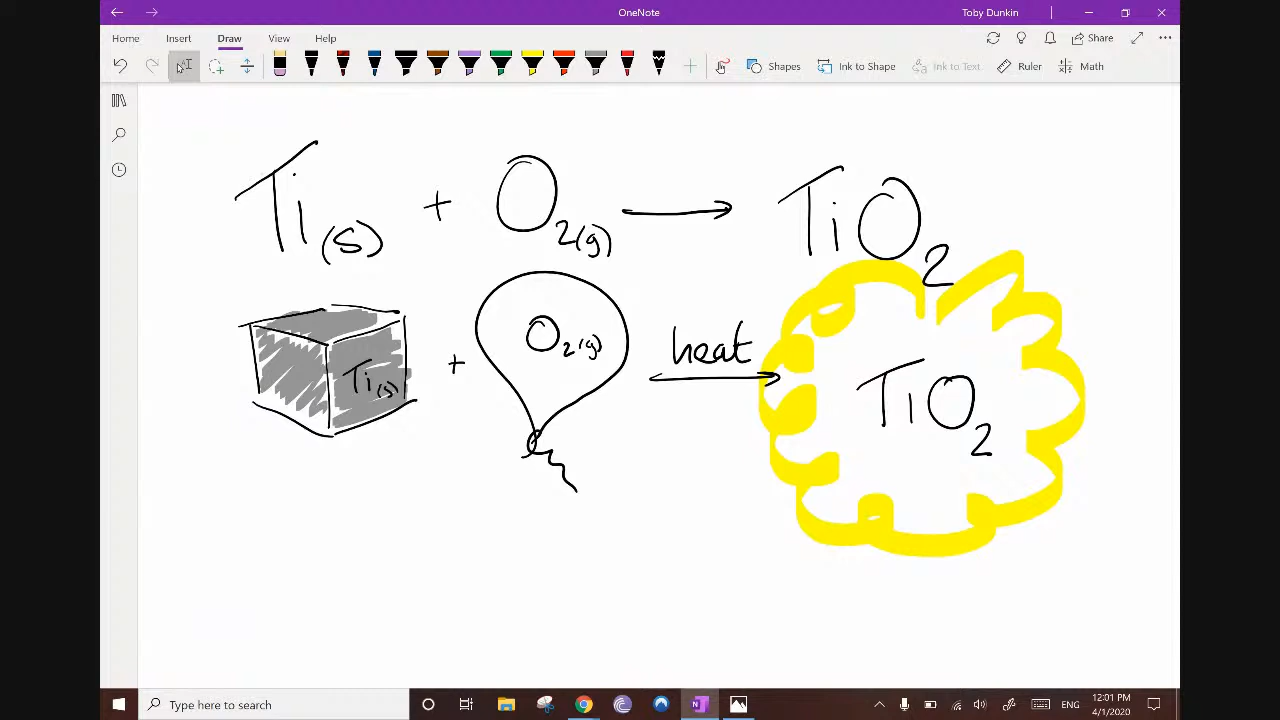 OneNote
Toby Dunkin
Home Insert Draw View Help
Share
Shapes Ink to Shape Ink to Text Ruler Math
Ti(s) + O2(g) → TiO2
Ti(s) + O2(g) heat → TiO2
Type here to search
ENG
12:01 PM
4/1/2020